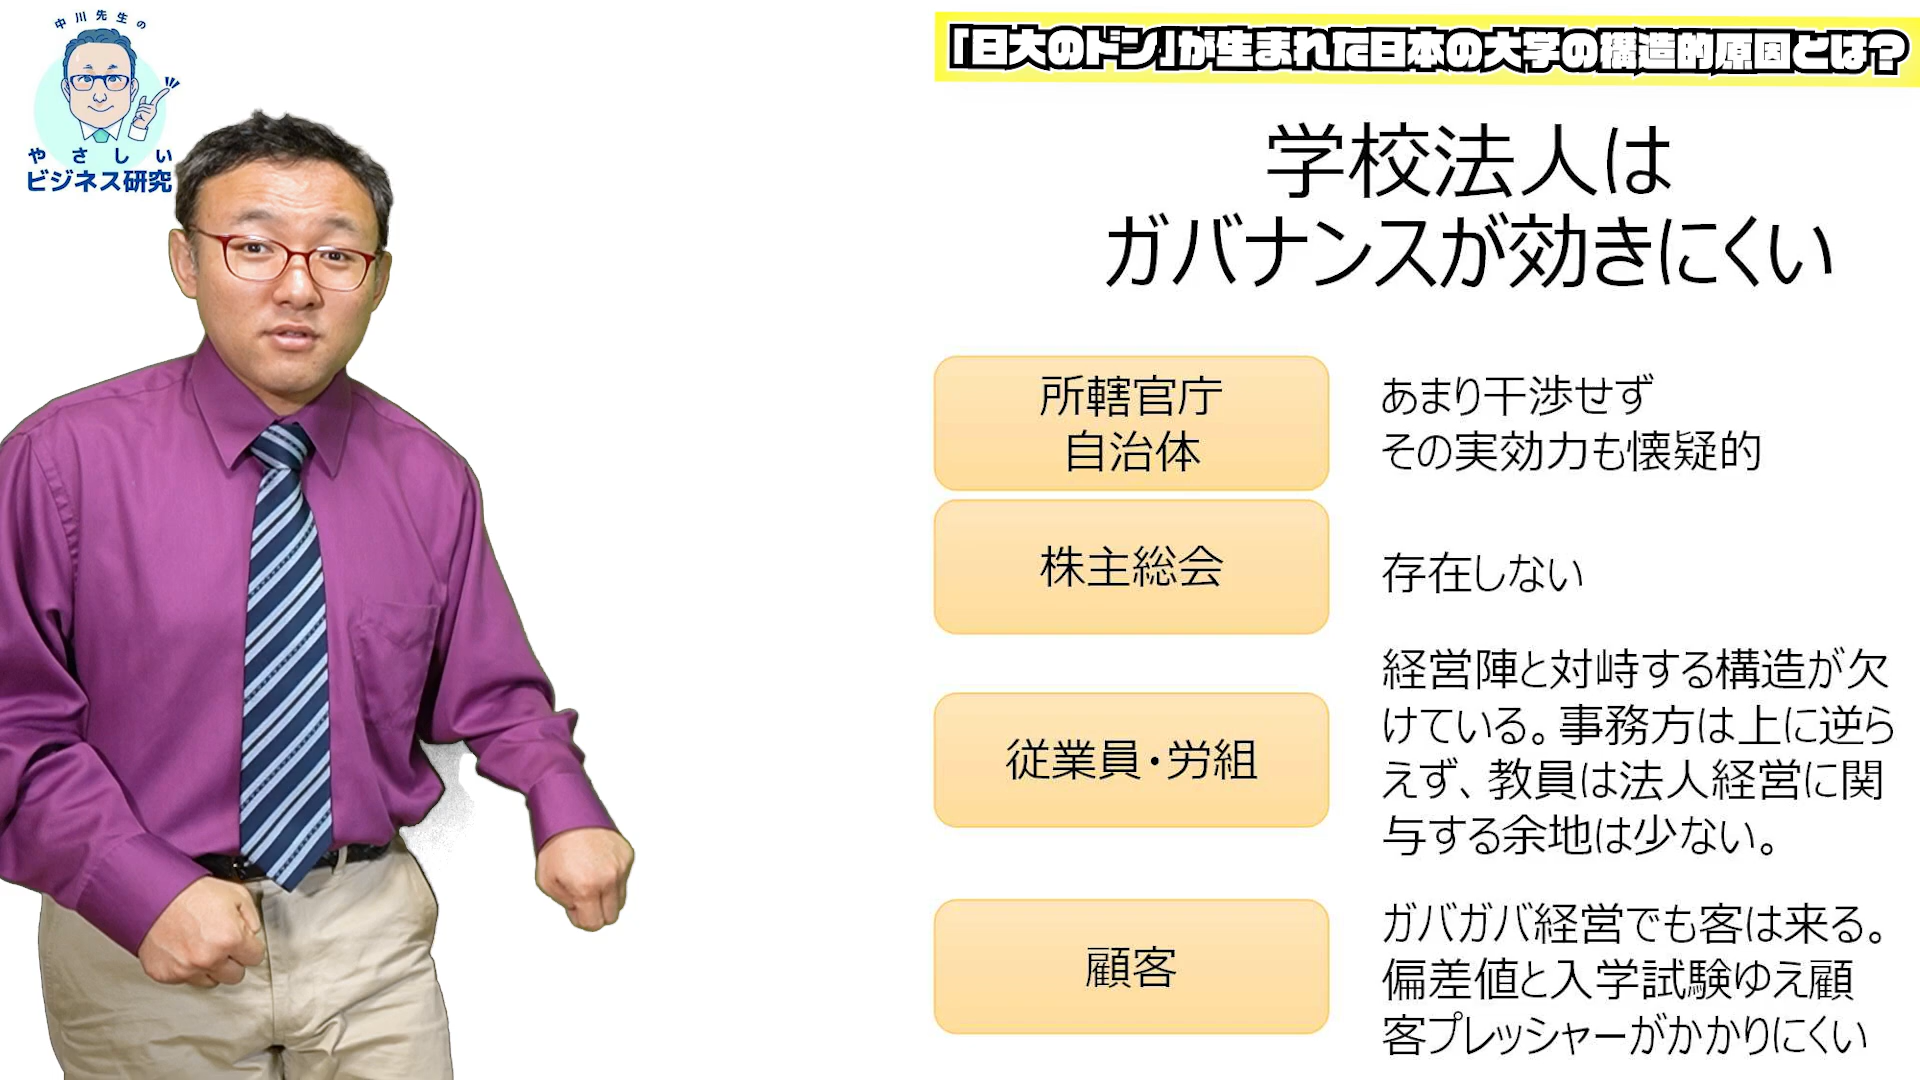 中川先生の
やさしい
ビジネス研究
「日大のドン」が生まれた日本の大学の構造的原因とは？
学校法人は
ガバナンスが効きにくい
所轄官庁
自治体
あまり干渉せず
その実効力も懐疑的
株主総会
存在しない
従業員・労組
経営陣と対峙する構造が欠
けている。事務方は上に逆ら
えず、教員は法人経営に関
与する余地は少ない。
顧客
ガバガバ経営でも客は来る。
偏差値と入学試験ゆえ顧
客プレッシャーがかかりにくい